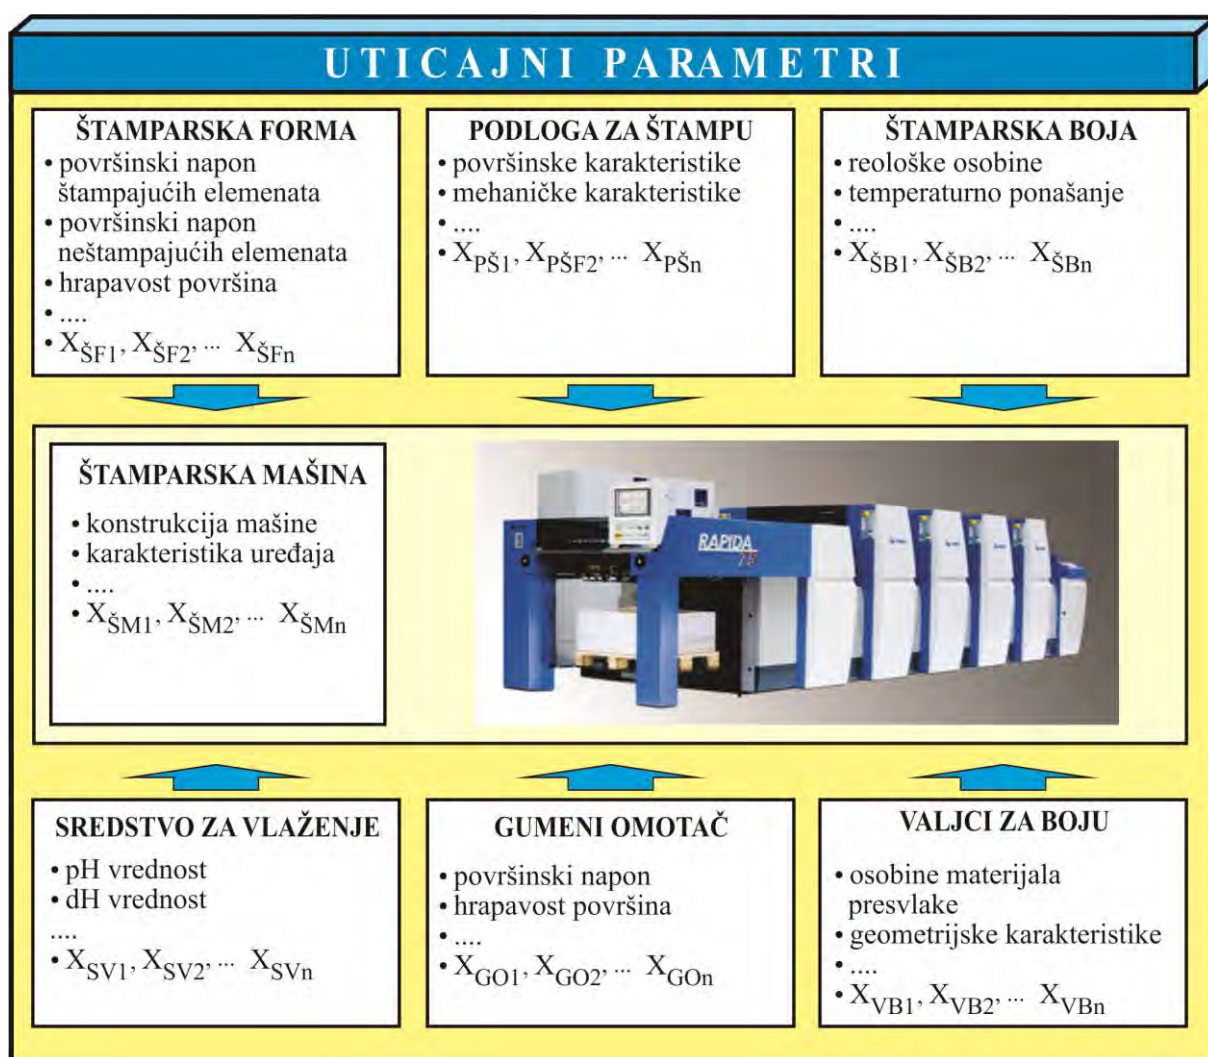 UTICAJNI PARAMETRI
ŠTAMPARSKA FORMA
• površinski napon
štampajućih elemenata
• površinski napon
neštampajućih elemenata
• hrapavost površina
• ....
• XŠF1, XŠF2, ... XŠFn
PODLOGA ZA ŠTAMPU
• površinske karakteristike
• mehaničke karakteristike
• ....
• XPŠ1, XPŠF2, ... XPŠn
ŠTAMPARSKA BOJA
• reološke osobine
• temperaturno ponašanje
• ....
• XŠB1, XŠB2, ... XŠBn
ŠTAMPARSKA MAŠINA
• konstrukcija mašine
• karakteristika uređaja
• ....
• XŠM1, XŠM2, ... XŠMn
RAPIDA
75
SREDSTVO ZA VLAŽENJE
• pH vrednost
• dH vrednost
....
• XSV1, XSV2, ... XSVn
GUMENI OMOTAČ
• površinski napon
• hrapavost površina
• ....
• XGO1, XGO2, ... XGOn
VALJCI ZA BOJU
• osobine materijala
presvlake
• geometrijske karakteristike
• ....
• XVB1, XVB2, ... XVBn